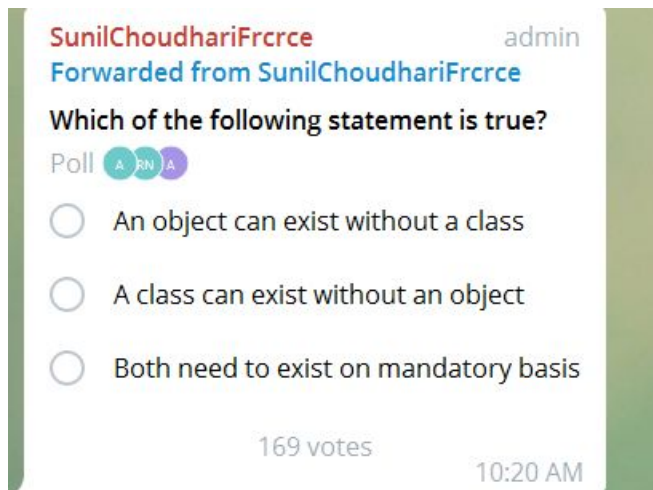 SunilChoudhariFrcrce admin
Forwarded from SunilChoudhariFrcrce
Which of the following statement is true?
Poll A RN A
An object can exist without a class
A class can exist without an object
Both need to exist on mandatory basis
169 votes
10:20 AM